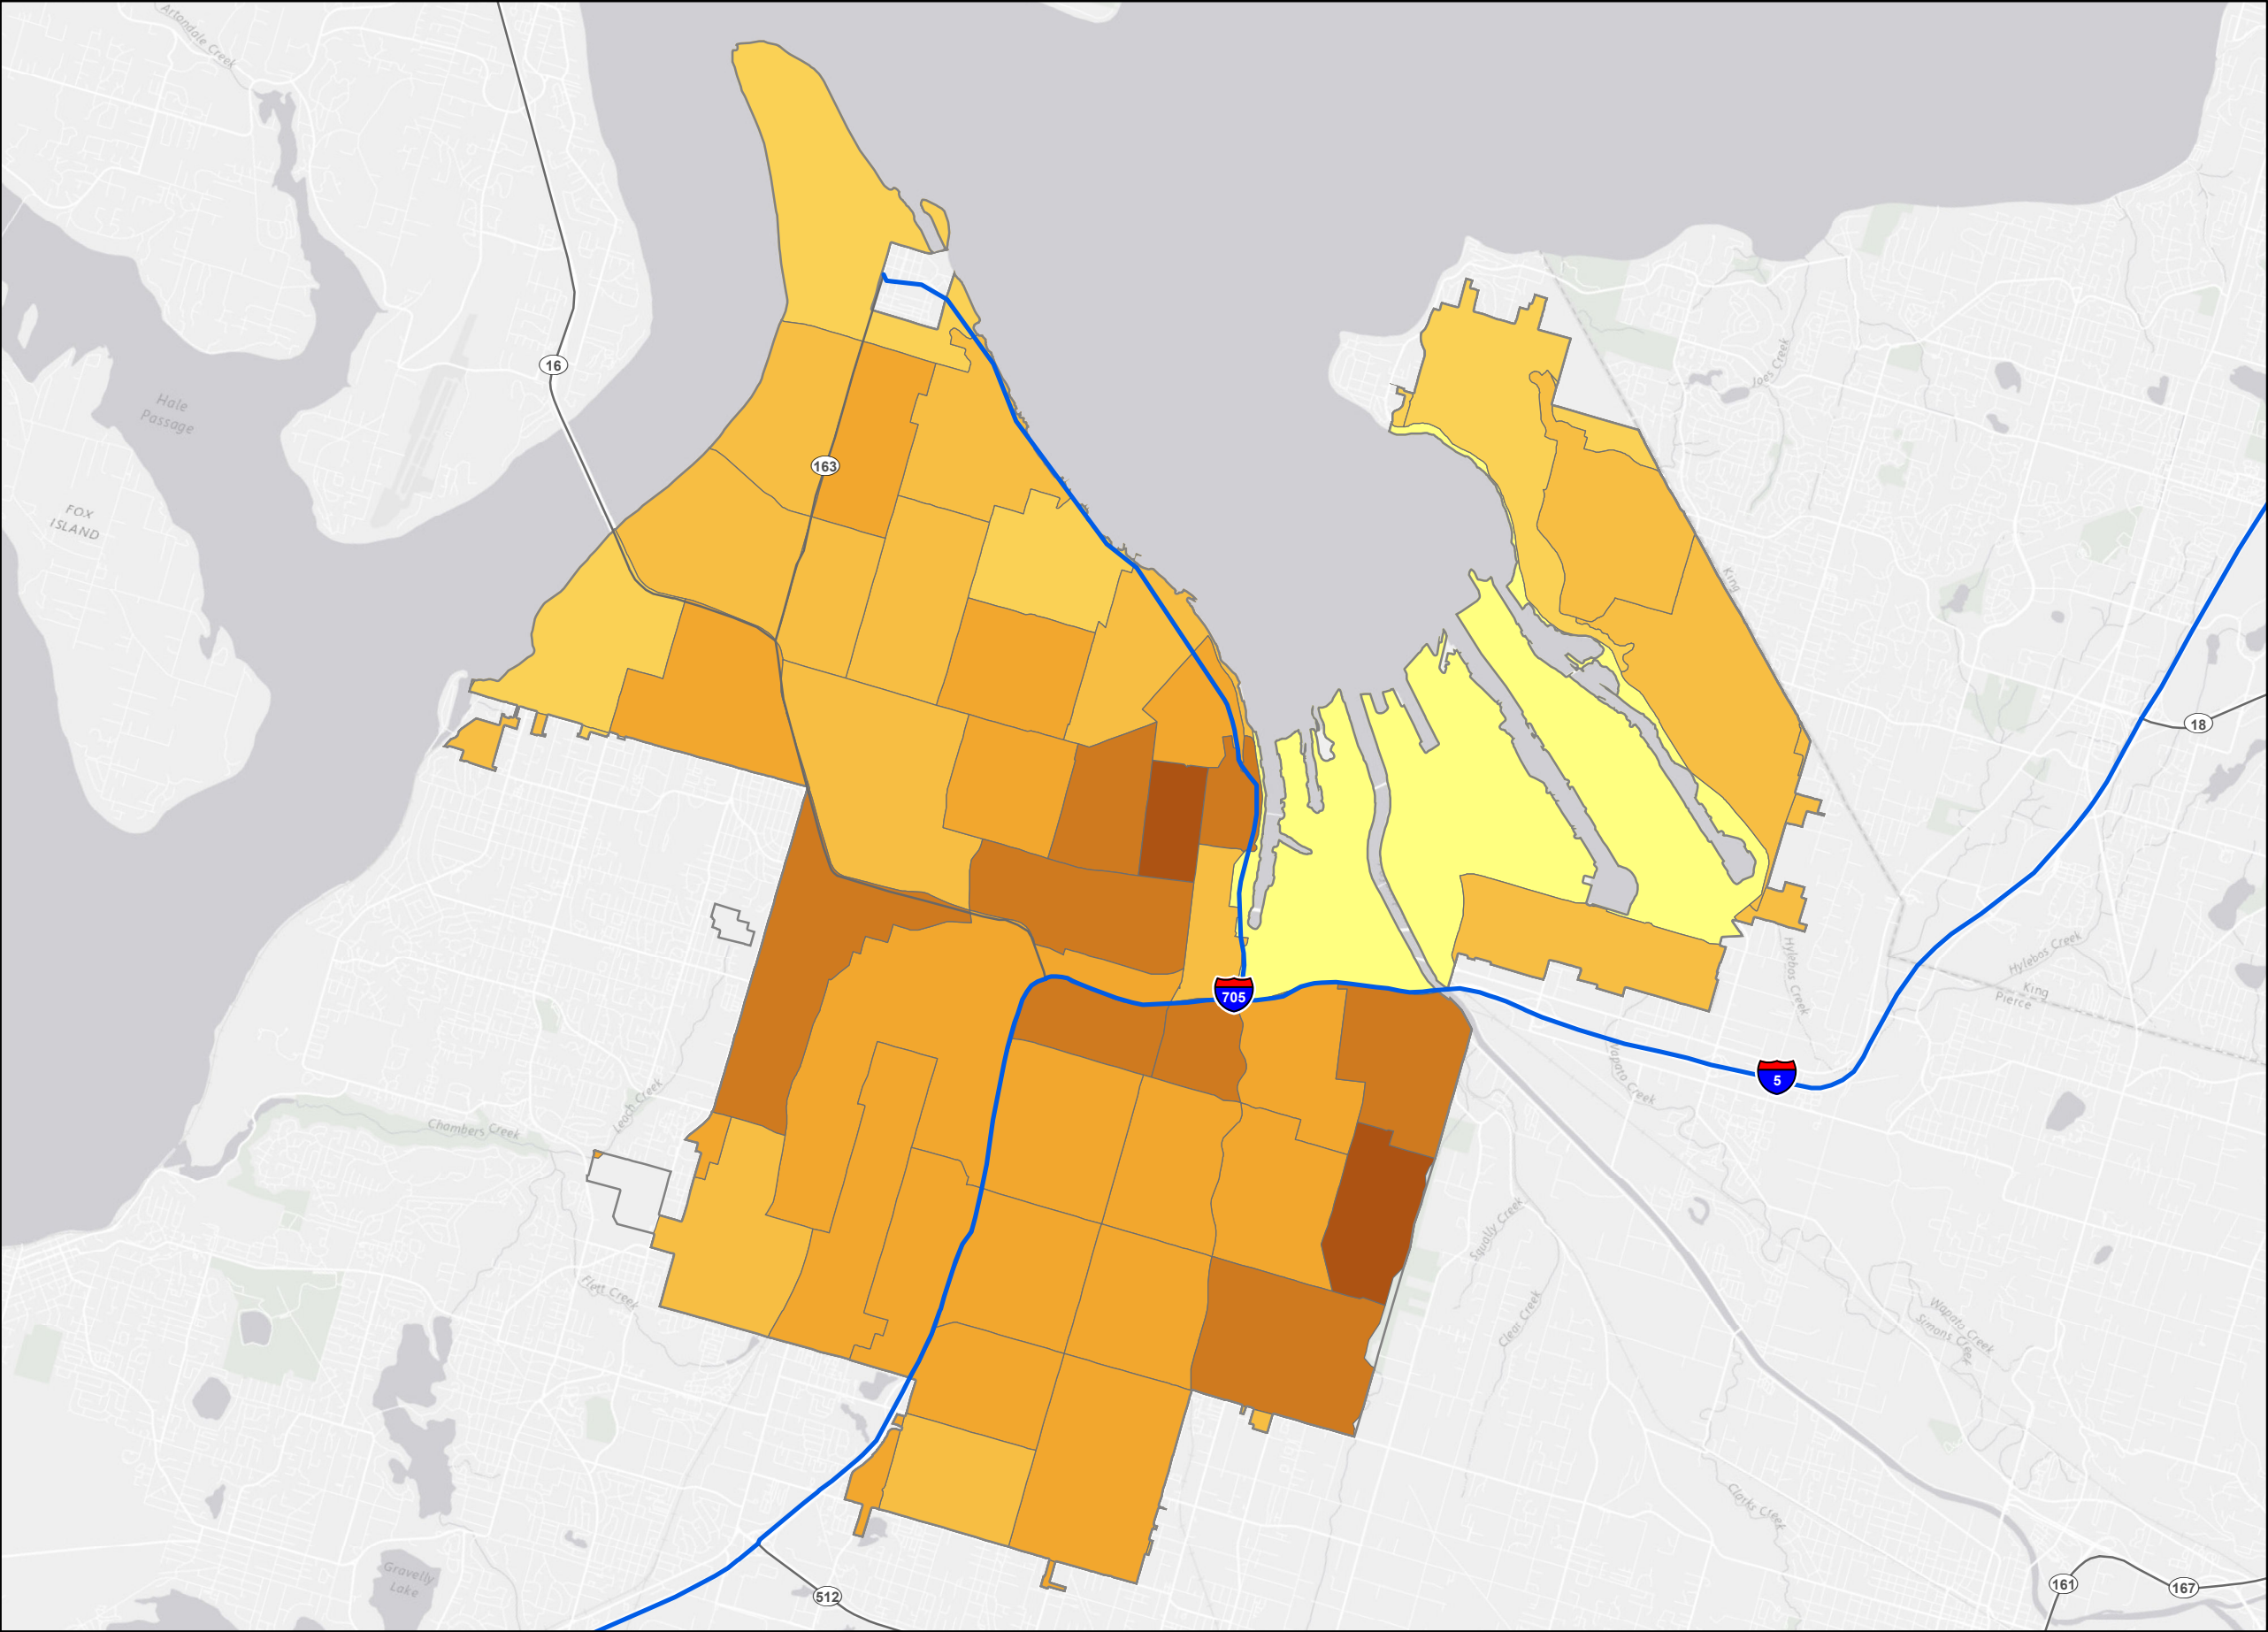 Artondale Creek
16
Hale
Passage
163
Joes Creek
FOX
ISLAND
King
18
Hylebos Creek
Hylebos Creek
King
Pierce
705
5
Wapato Creek
Leach Creek
Chambers Creek
Squally Creek
Flett Creek
Clear Creek
Wapato Creek
Simons Creek
Clarks Creek
Gravelly
Lake
512
161
167